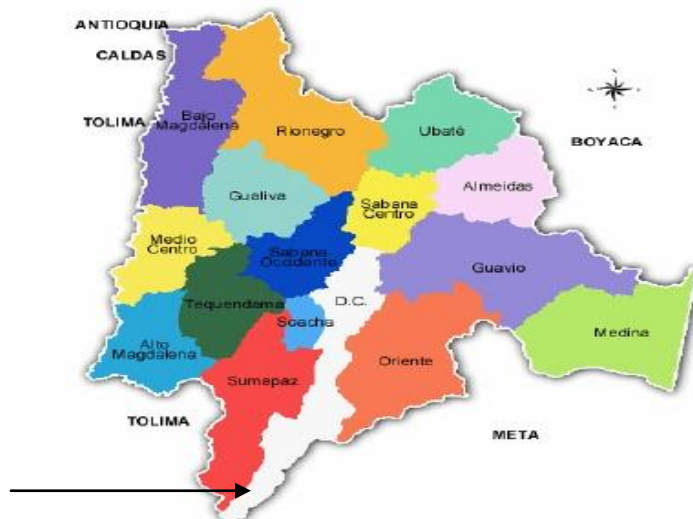 ANTIOQUIA
CALDAS
TOLIMA
Bajo
Magdalena
Rionegro
Ubaté
BOYACA
Gualiva
Sabana
Centro
Almeidas
Medio
Centro
Sabana
Occidante
Guavio
Tequendama
D.C.
Soacha
Medina
Alto
Magdalena
Oriente
Sumapaz
TOLIMA
META